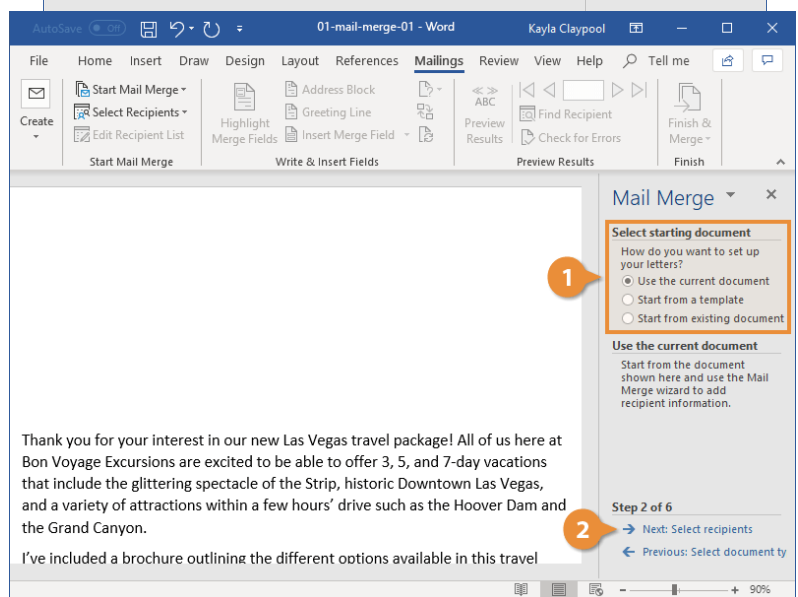 AutoSave Off 01-mail-merge-01 - Word Kayla Claypool
File Home Insert Draw Design Layout References Mailings Review View Help Tell me
Create
Start Mail Merge
Select Recipients
Edit Recipient List
Start Mail Merge
Highlight
Merge Fields
Address Block
Greeting Line
Insert Merge Field
Write & Insert Fields
ABC
Preview
Results
Find Recipient
Check for Errors
Preview Results
Finish &
Merge
Finish
Mail Merge
Select starting document
How do you want to set up
your letters?
Use the current document
Start from a template
Start from existing document
1
Use the current document
Start from the document
shown here and use the Mail
Merge wizard to add
recipient information.
Thank you for your interest in our new Las Vegas travel package! All of us here at
Bon Voyage Excursions are excited to be able to offer 3, 5, and 7-day vacations
that include the glittering spectacle of the Strip, historic Downtown Las Vegas,
and a variety of attractions within a few hours’ drive such as the Hoover Dam and
the Grand Canyon.
I’ve included a brochure outlining the different options available in this travel
Step 2 of 6
2
Next: Select recipients
Previous: Select document ty
90%